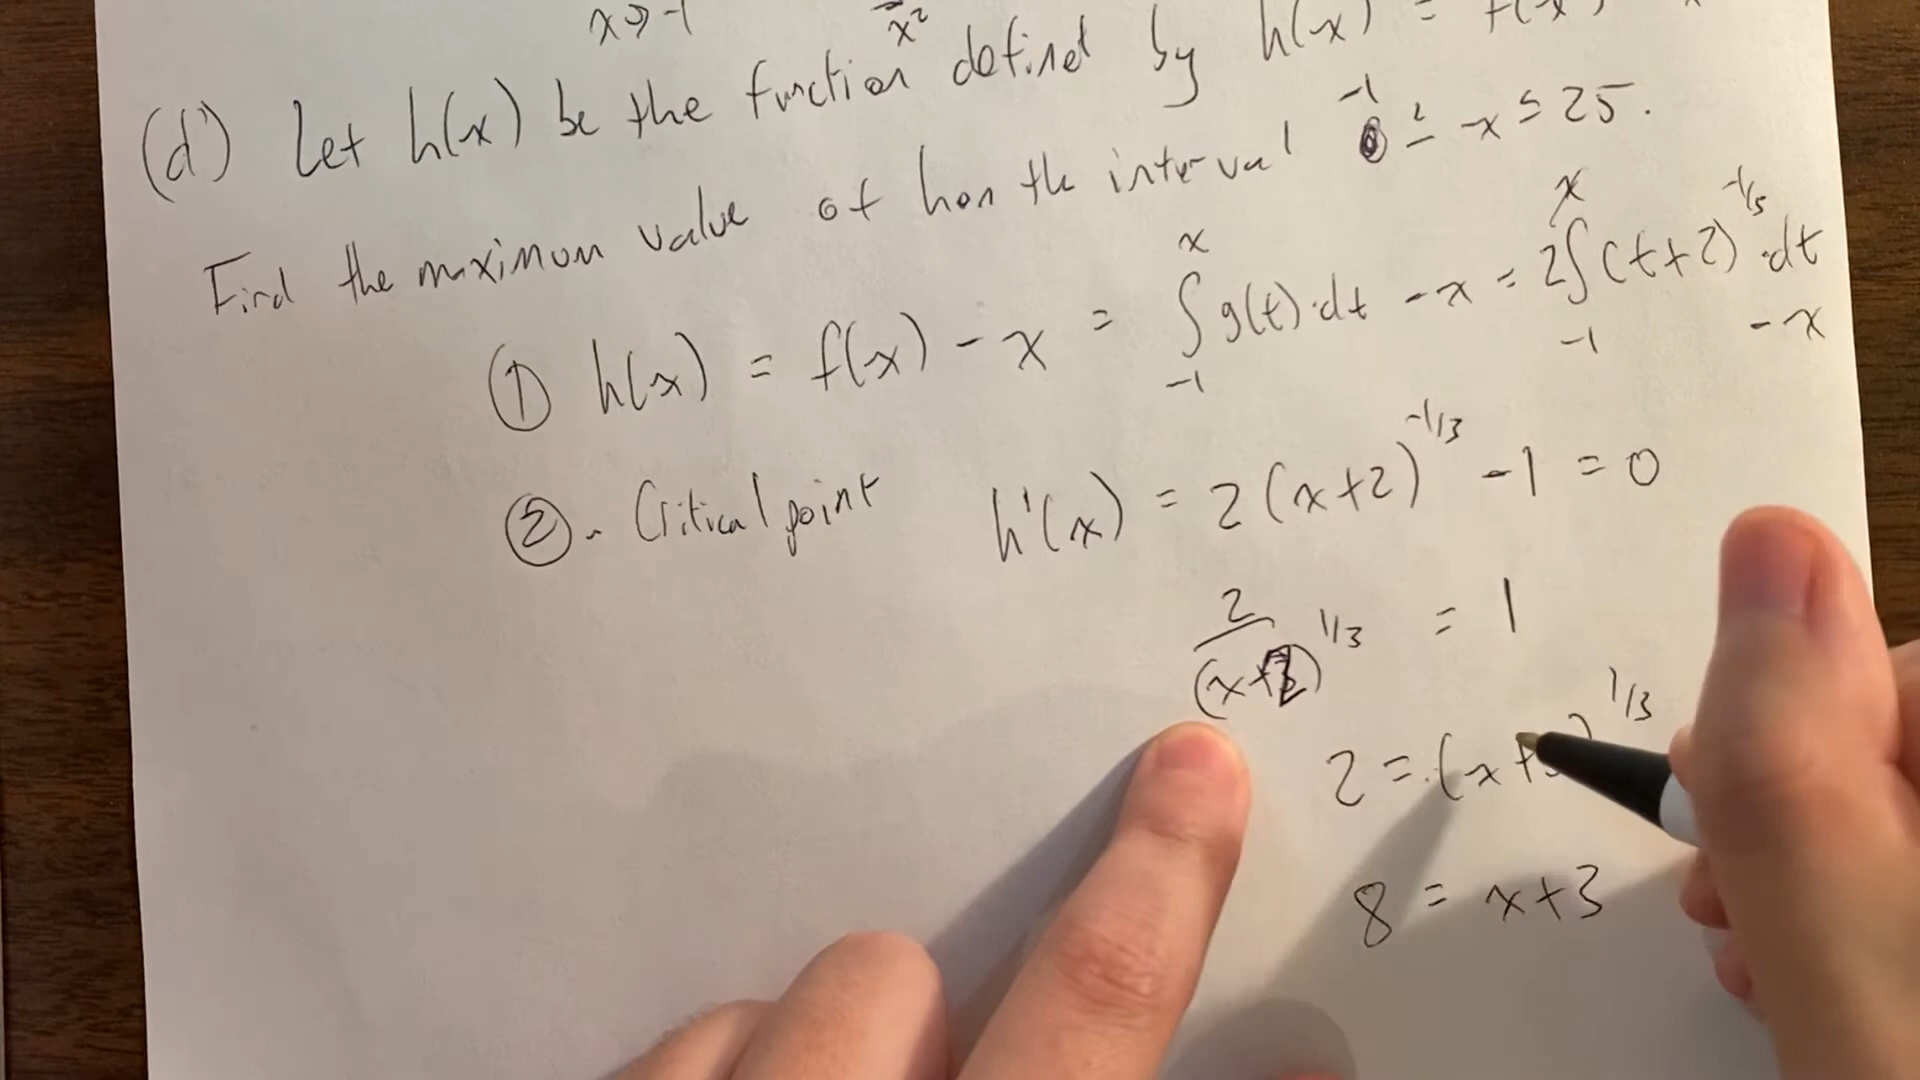 x→-1 x²
(d) Let h(x) be the function defined by h(x) =
Find the maximum value of h on the interval -1 ≤ x ≤ 25.
① h(x) = f(x) - x = ∫₋₁ˣ g(t)·dt - x = 2∫₋₁ˣ (t+2)^-1/3 ·dt - x
② - Critical point h'(x) = 2(x+2)^-1/3 - 1 = 0
2/(x+2)^1/3 = 1
2 = (x+ )^1/3
8 = x+3